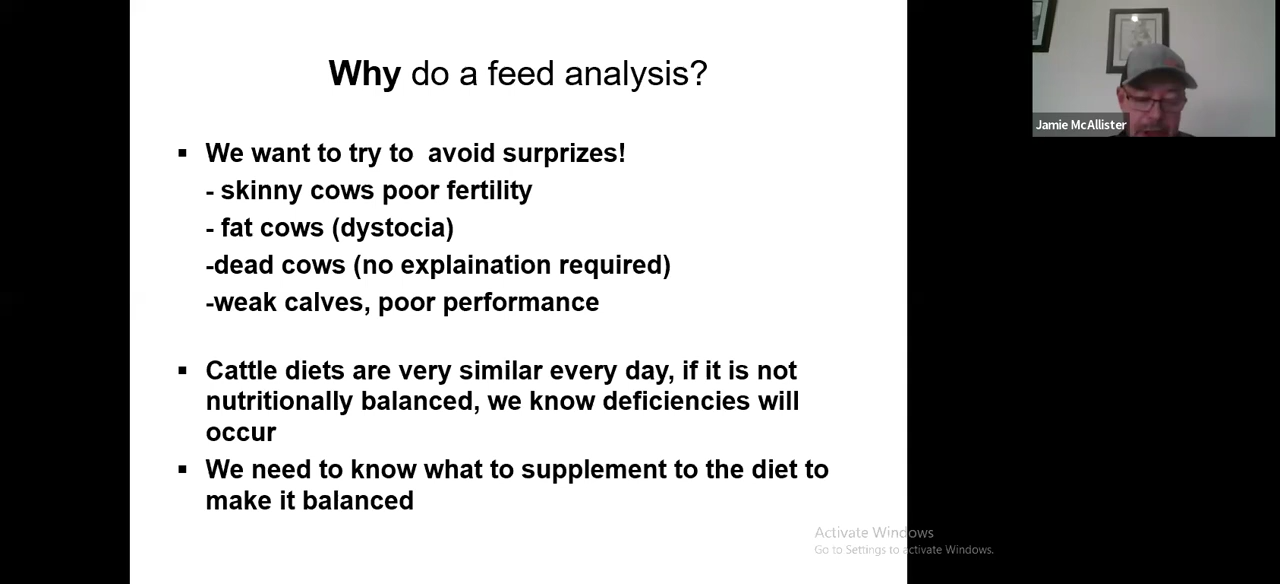 Why do a feed analysis?
▪ We want to try to  avoid surprizes!
- skinny cows poor fertility
- fat cows (dystocia)
-dead cows (no explaination required)
-weak calves, poor performance
▪ Cattle diets are very similar every day, if it is not
nutritionally balanced, we know deficiencies will
occur
▪ We need to know what to supplement to the diet to
make it balanced
Jamie McAllister
Activate Windows
Go to Settings to activate Windows.